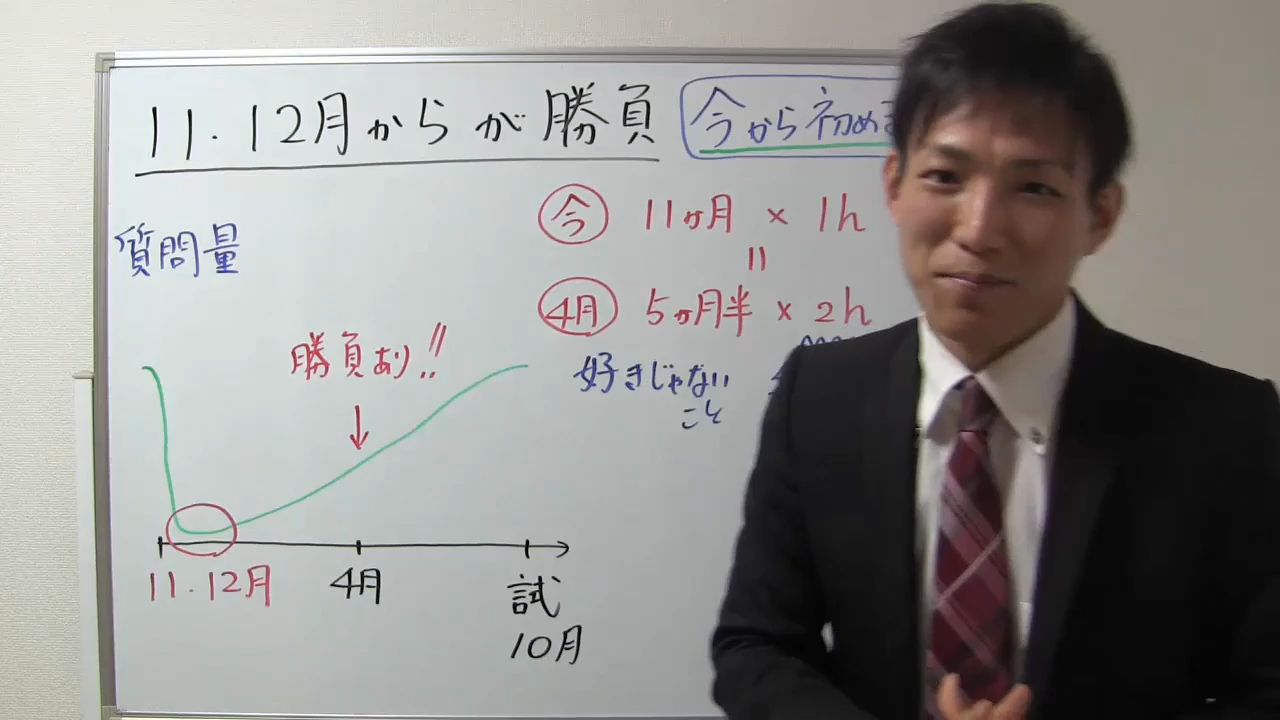 11.12月からが勝負
今から初め
質問量
今 11ヶ月 × 1h
=
4月 5ヶ月半 × 2h
好きじゃない
こと
勝負あり!!
↓
11.12月 4月 試
10月